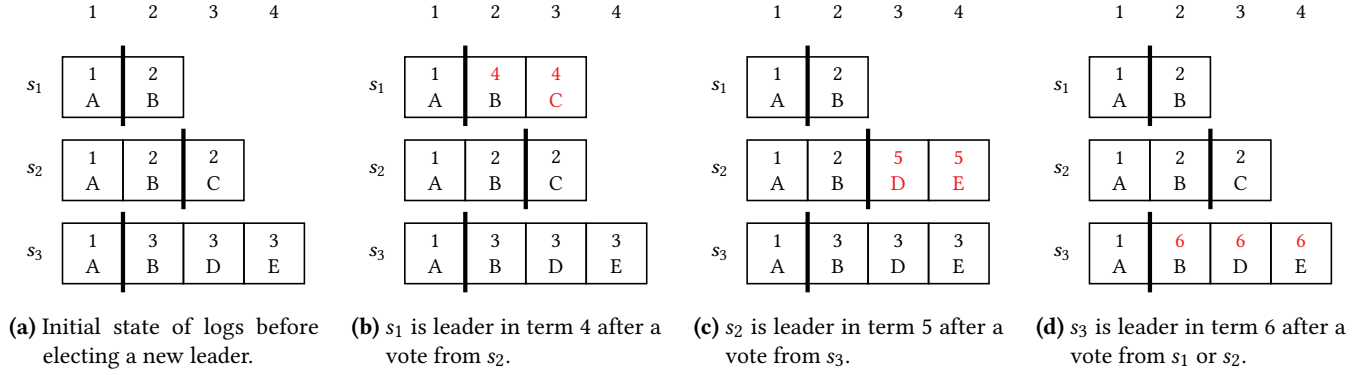 1 2 3 4
s1 1 2
A B
s2 1 2 2
A B C
s3 1 3 3 3
A B D E
(a) Initial state of logs before
electing a new leader.
1 2 3 4
s1 1 4 4
A B C
s2 1 2 2
A B C
s3 1 3 3 3
A B D E
(b) s1 is leader in term 4 after a
vote from s2.
1 2 3 4
s1 1 2
A B
s2 1 2 5 5
A B D E
s3 1 3 3 3
A B D E
(c) s2 is leader in term 5 after a
vote from s3.
1 2 3 4
s1 1 2
A B
s2 1 2 2
A B C
s3 1 6 6 6
A B D E
(d) s3 is leader in term 6 after a
vote from s1 or s2.